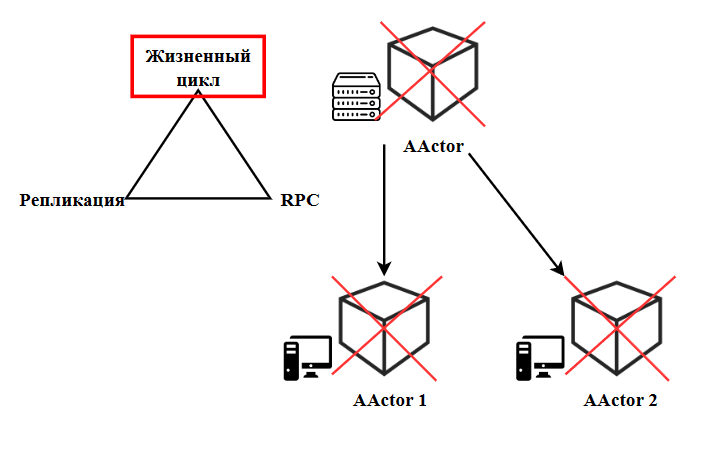 Жизненный
цикл
Репликация
RPC
AActor
AActor 1
AActor 2